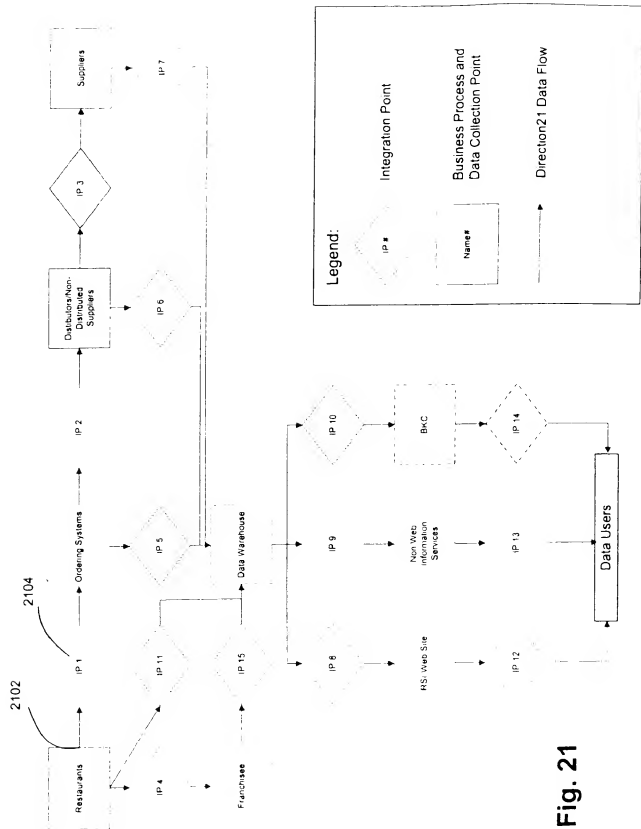 2102
2104
Restaurants
IP 1
Ordering Systems
IP 2
Distributors/Non-
Distributed
Suppliers
IP 3
Suppliers
IP 4
IP 11
IP 5
IP 6
IP 7
Franchisee
IP 15
Data Warehouse
IP 8
IP 9
IP 10
RSI Web Site
Non Web
Information
Services
BKC
IP 12
IP 13
IP 14
Data Users
Legend:
IP #
Integration Point
Name#
Business Process and
Data Collection Point
Direction21 Data Flow
Fig. 21